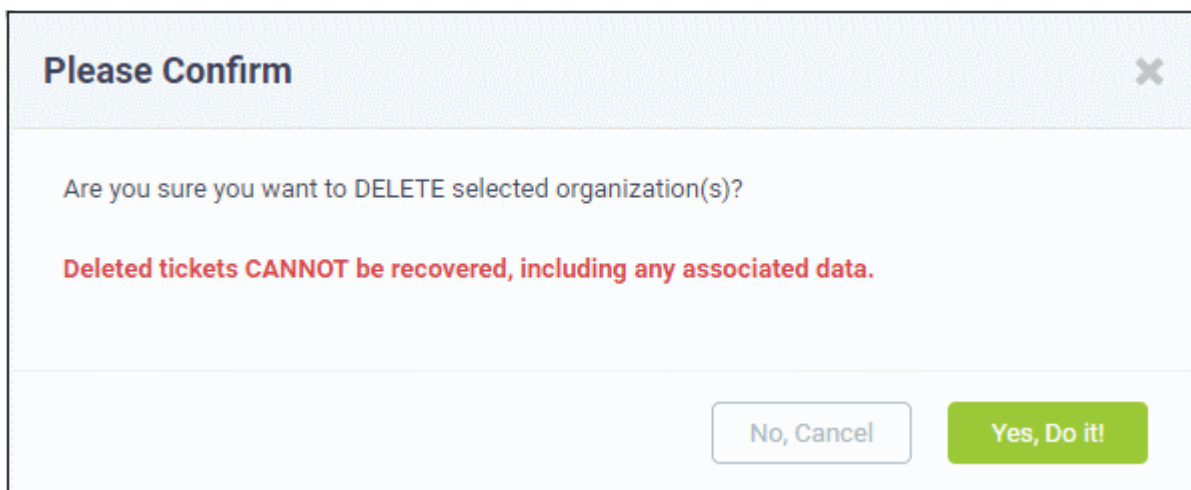 Please Confirm
Are you sure you want to DELETE selected organization(s)?
Deleted tickets CANNOT be recovered, including any associated data.
No, Cancel
Yes, Do it!